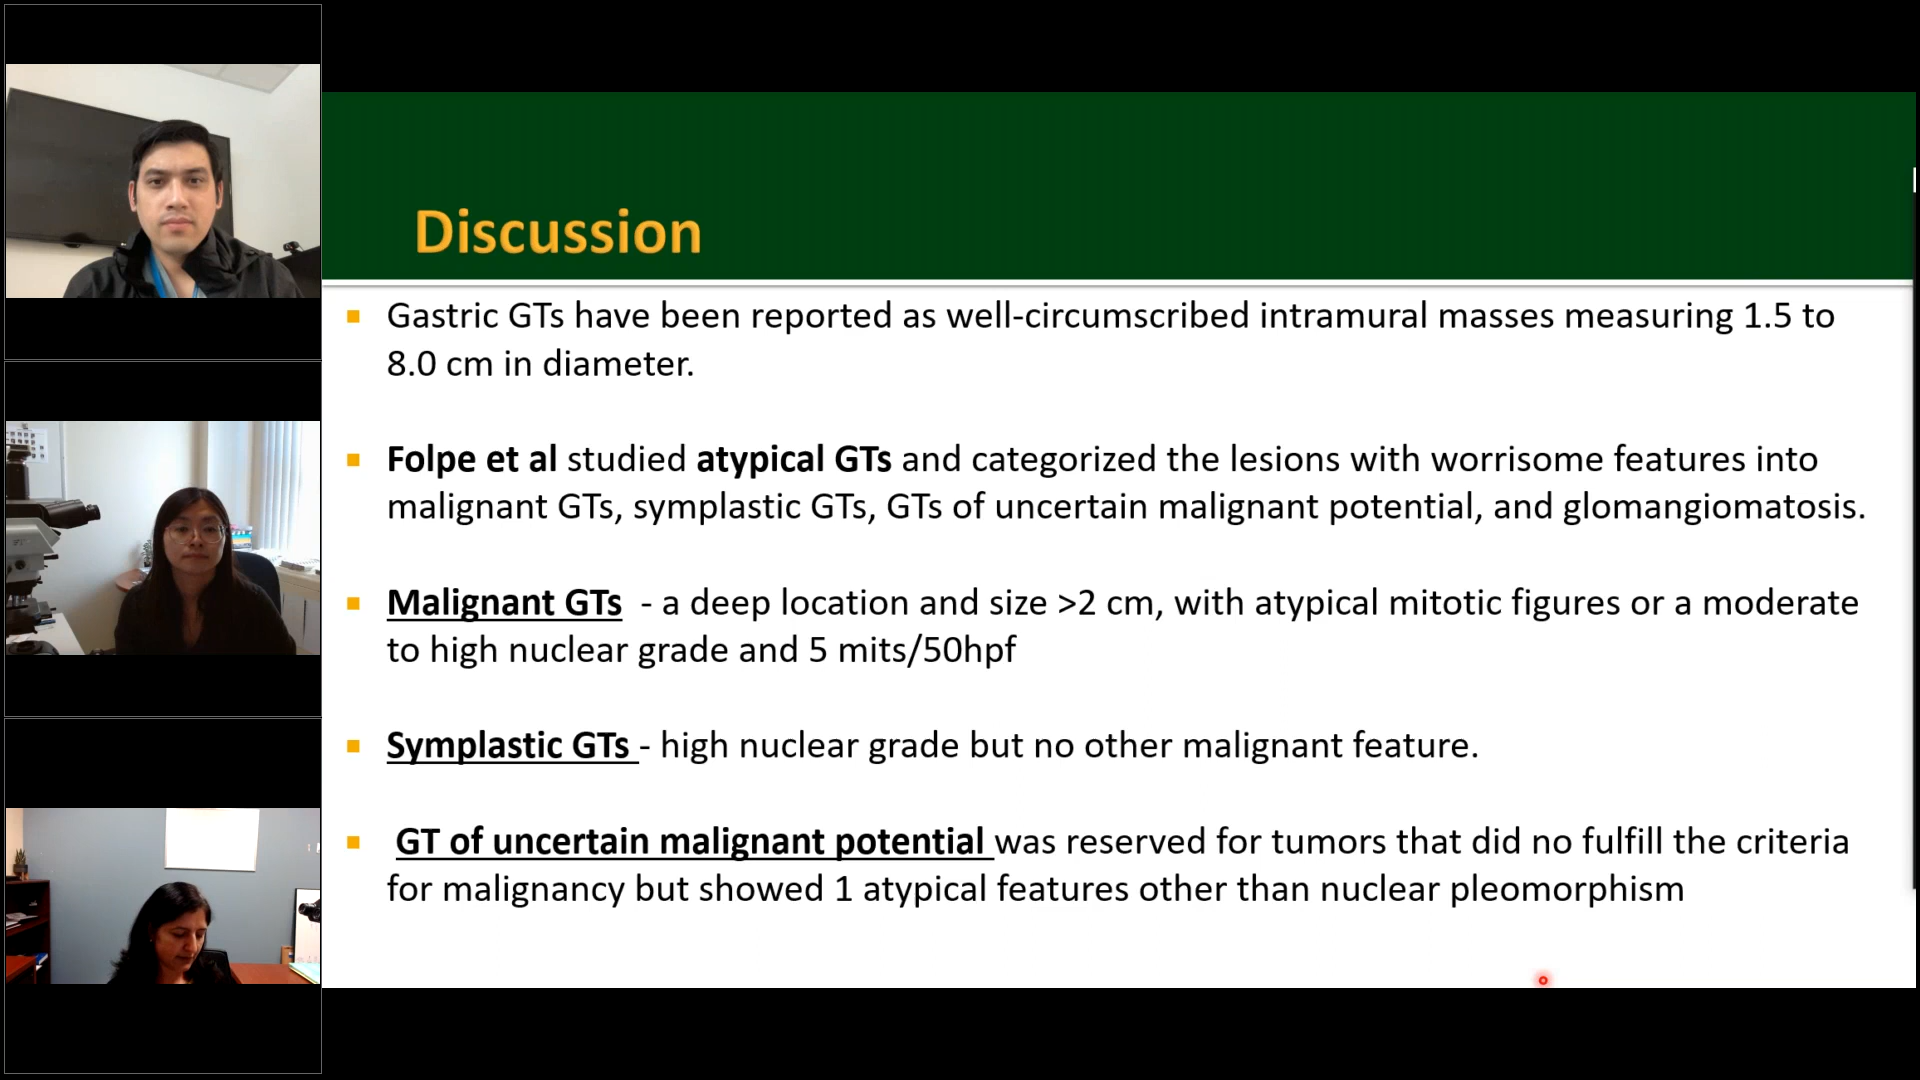 Discussion
Gastric GTs have been reported as well-circumscribed intramural masses measuring 1.5 to
8.0 cm in diameter.
Folpe et al studied atypical GTs and categorized the lesions with worrisome features into
malignant GTs, symplastic GTs, GTs of uncertain malignant potential, and glomangiomatosis.
Malignant GTs - a deep location and size >2 cm, with atypical mitotic figures or a moderate
to high nuclear grade and 5 mits/50hpf
Symplastic GTs - high nuclear grade but no other malignant feature.
GT of uncertain malignant potential was reserved for tumors that did no fulfill the criteria
for malignancy but showed 1 atypical features other than nuclear pleomorphism